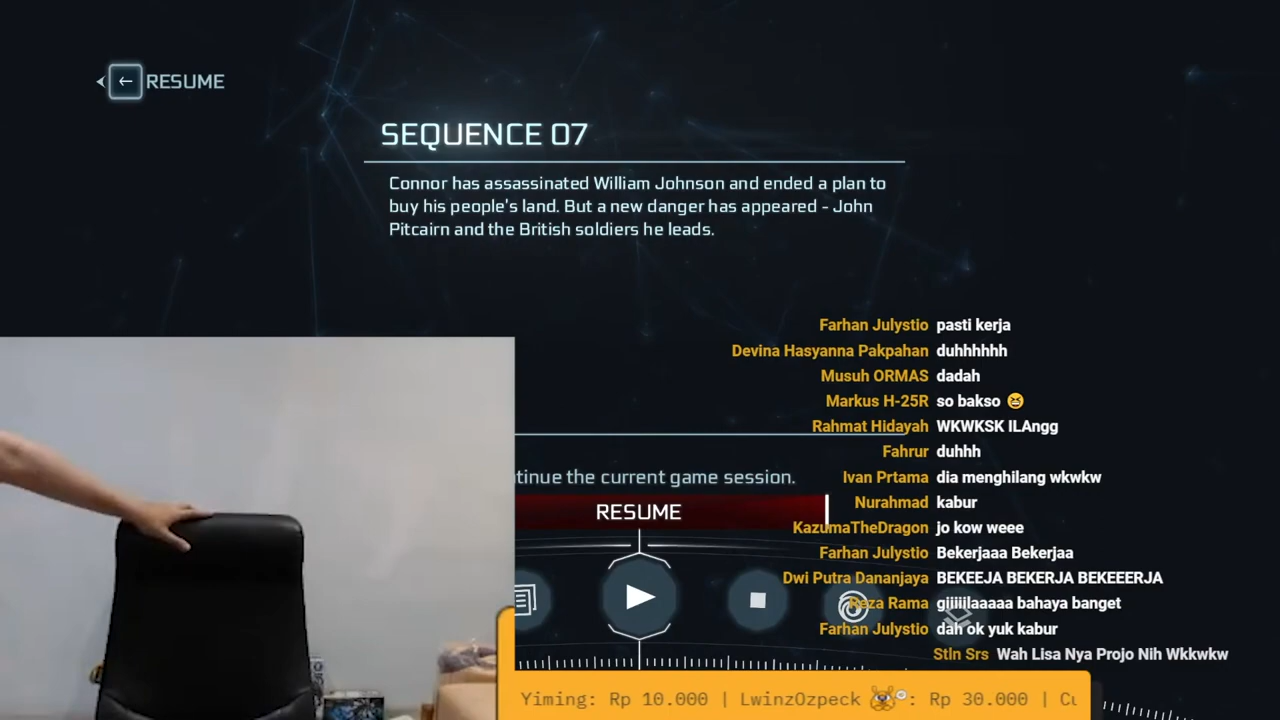 RESUME
SEQUENCE 07
Connor has assassinated William Johnson and ended a plan to
buy his people's land. But a new danger has appeared - John
Pitcairn and the British soldiers he leads.
Farhan Julystio pasti kerja
Devina Hasyanna Pakpahan duhhhhhh
Musuh ORMAS dadah
Markus H-25R so bakso 😆
Rahmat Hidayah WKWKSK ILAngg
Fahrur duhhh
Ivan Prtama dia menghilang wkwkw
tinue the current game session.
Nurahmad kabur
RESUME
KazumaTheDragon jo kow weee
Farhan Julystio Bekerjaaa Bekerjaa
Dwi Putra Dananjaya BEKEEJA BEKERJA BEKEEERJA
Reza Rama giiiiilaaaaa bahaya banget
Farhan Julystio dah ok yuk kabur
Stln Srs Wah Lisa Nya Projo Nih Wkkwkw
Yiming: Rp 10.000 | LwinzOzpeck : Rp 30.000 |